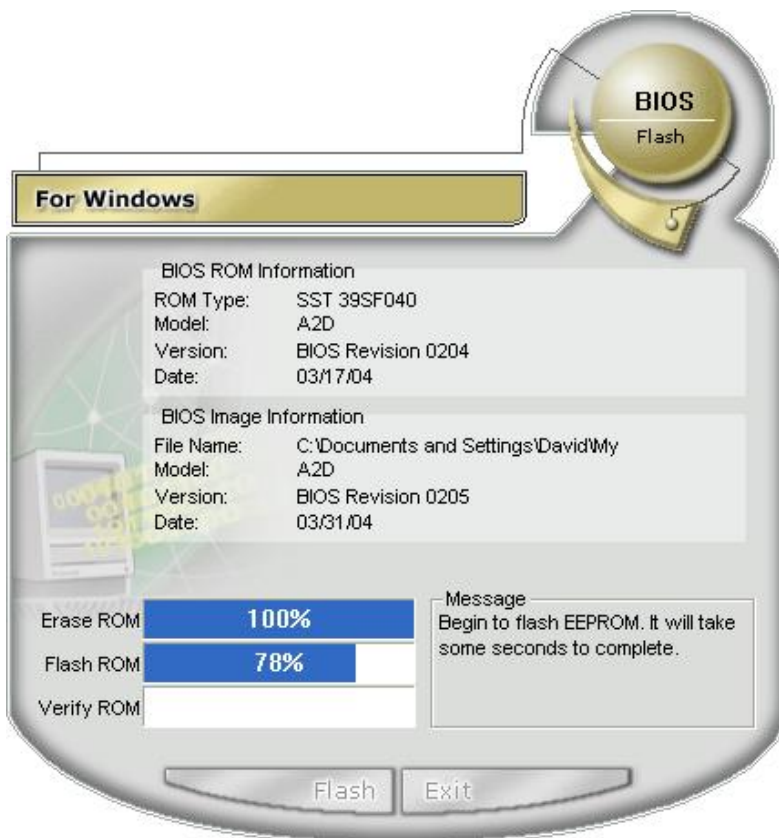 BIOS
Flash
For Windows
BIOS ROM Information
ROM Type: SST 39SF040
Model: A2D
Version: BIOS Revision 0204
Date: 03/17/04
BIOS Image Information
File Name: C:\Documents and Settings\David\My
Model: A2D
Version: BIOS Revision 0205
Date: 03/31/04
Erase ROM 100%
Flash ROM 78%
Verify ROM
Message
Begin to flash EEPROM. It will take
some seconds to complete.
Flash Exit